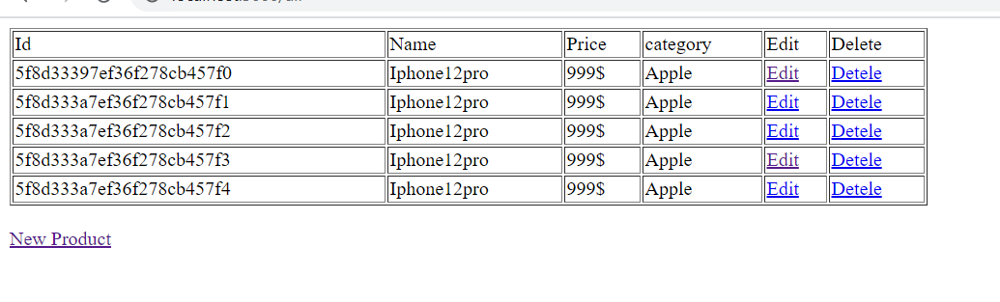 Id Name Price category Edit Delete
5f8d33397ef36f278cb457f0 Iphone12pro 999$ Apple Edit Detele
5f8d333a7ef36f278cb457f1 Iphone12pro 999$ Apple Edit Detele
5f8d333a7ef36f278cb457f2 Iphone12pro 999$ Apple Edit Detele
5f8d333a7ef36f278cb457f3 Iphone12pro 999$ Apple Edit Detele
5f8d333a7ef36f278cb457f4 Iphone12pro 999$ Apple Edit Detele
New Product